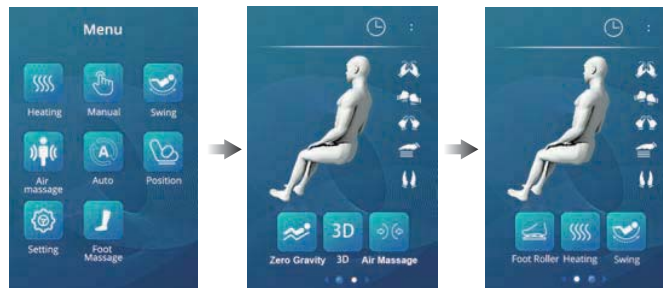 Menu
Heating
Manual
Swing
Air
massage
A
Auto
Position
Setting
Foot
Massage
:
Zero Gravity
3D
3D
Air Massage
:
Foot Roller
Heating
Swing